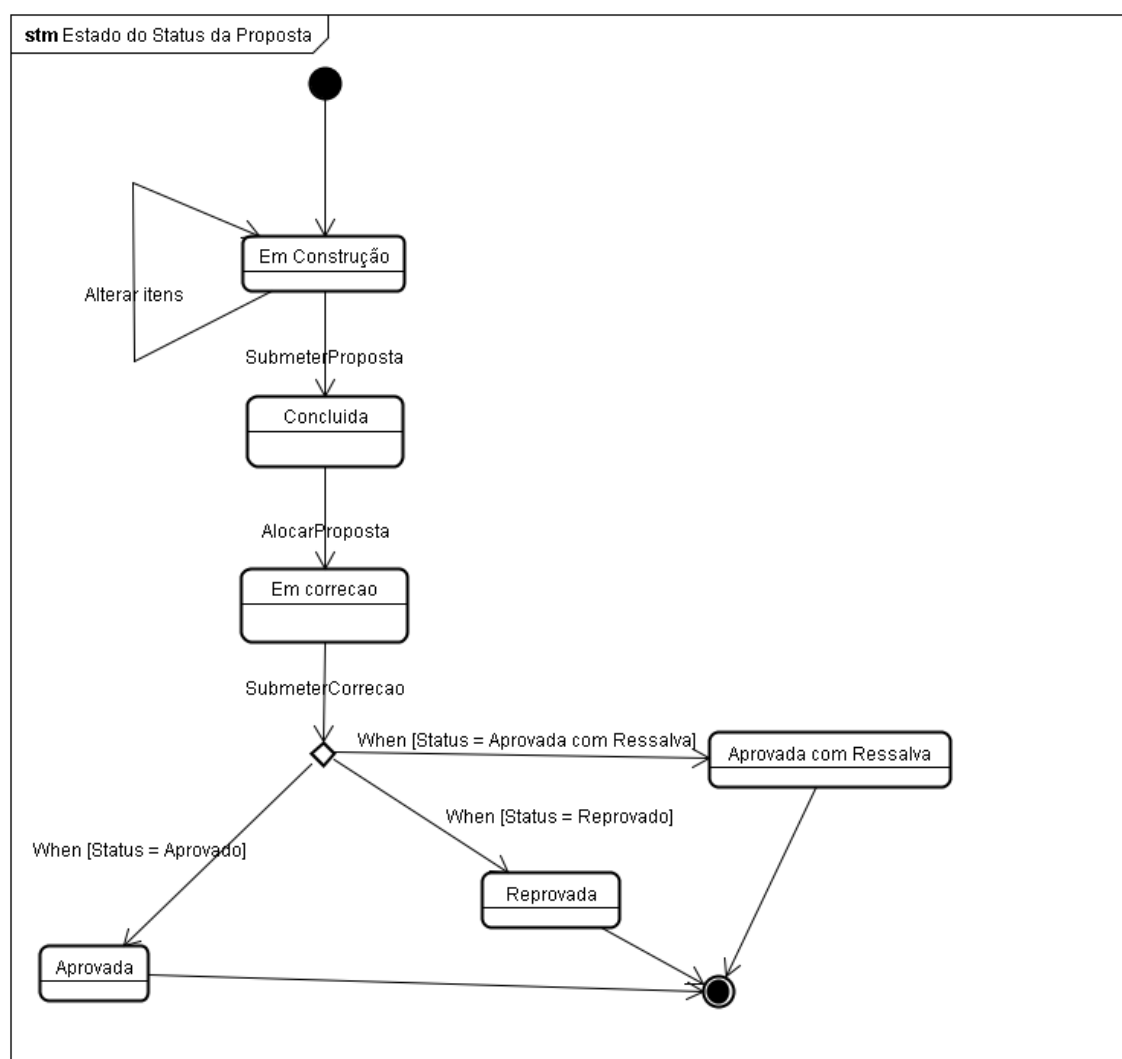 stm Estado do Status da Proposta
Em Construção
Alterar itens
SubmeterProposta
Concluida
AlocarProposta
Em correcao
SubmeterCorrecao
When [Status = Aprovada com Ressalva]
Aprovada com Ressalva
When [Status = Reprovado]
When [Status = Aprovado]
Reprovada
Aprovada